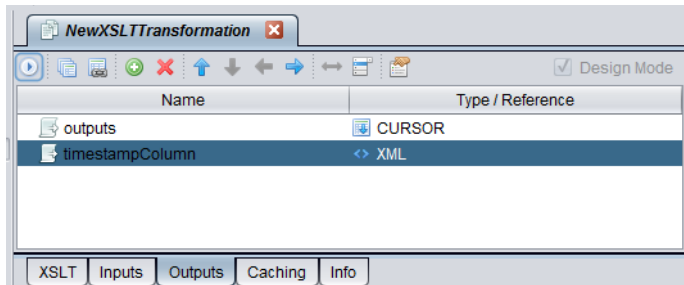 NewXSLTTransformation
Design Mode
Name Type / Reference
outputs CURSOR
timestampColumn <> XML
XSLT Inputs Outputs Caching Info